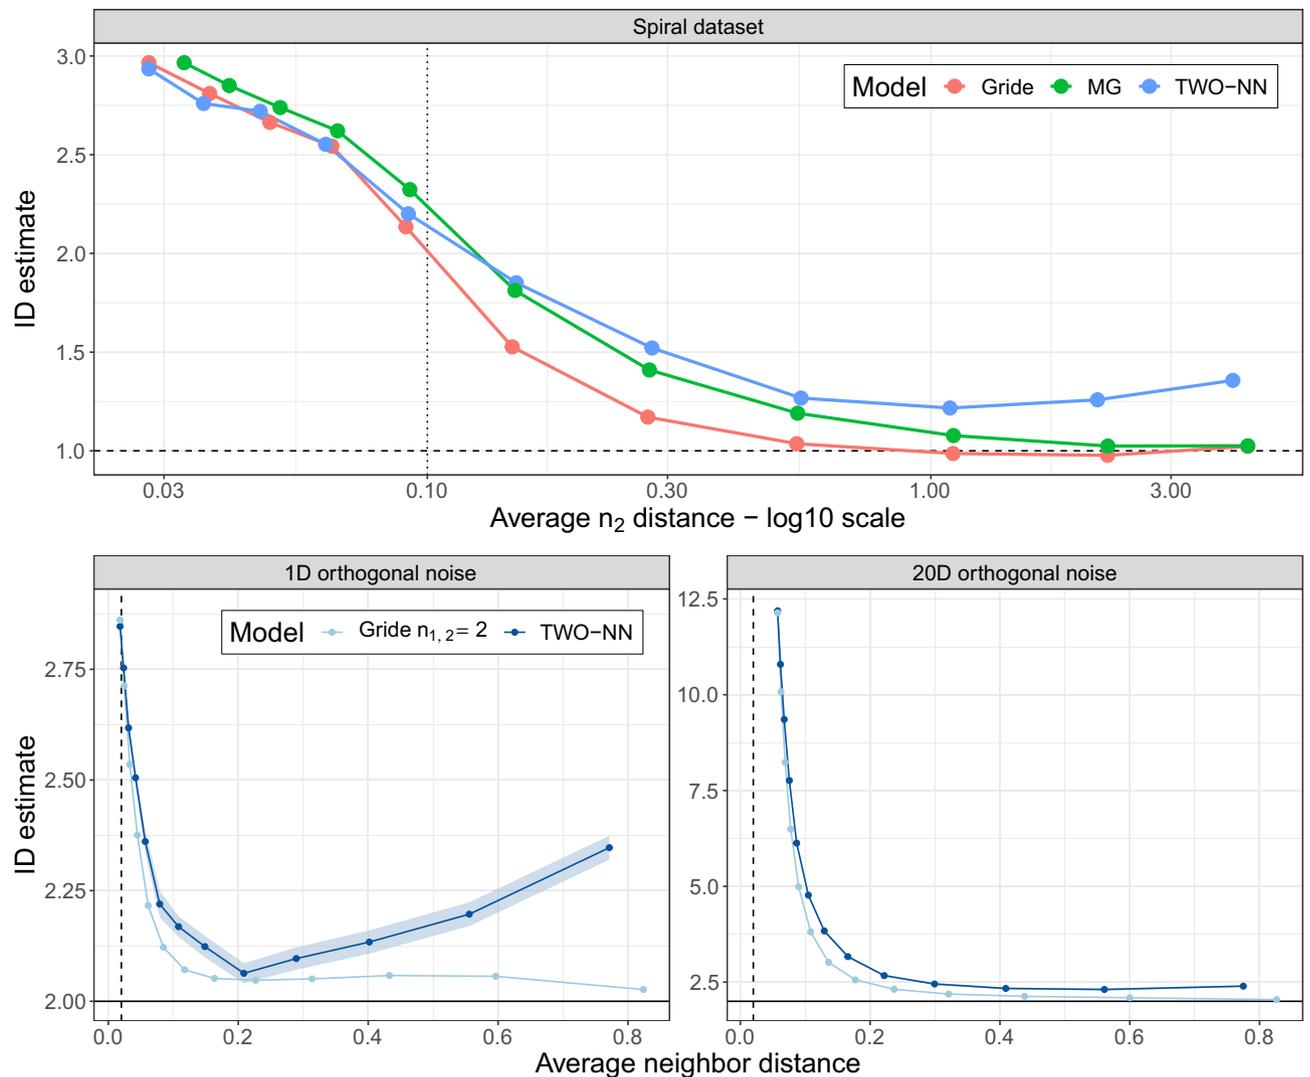 Spiral dataset
Model Gride MG TWO−NN
ID estimate
3.0
2.5
2.0
1.5
1.0
0.03 0.10 0.30 1.00 3.00
Average n2 distance − log10 scale
1D orthogonal noise
Model Gride n1, 2= 2 TWO−NN
ID estimate
2.75
2.50
2.25
2.00
0.0 0.2 0.4 0.6 0.8
20D orthogonal noise
12.5
10.0
7.5
5.0
2.5
0.0 0.2 0.4 0.6 0.8
Average neighbor distance